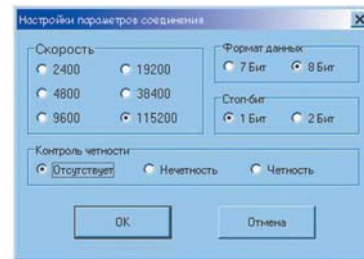 Настройки параметров соединения
Скорость
2400 19200
4800 38400
9600 115200
Формат данных
7 Бит 8 Бит
Стоп-бит
1 Бит 2 Бит
Контроль четности
Отсутствует Нечетность Четность
OK Отмена